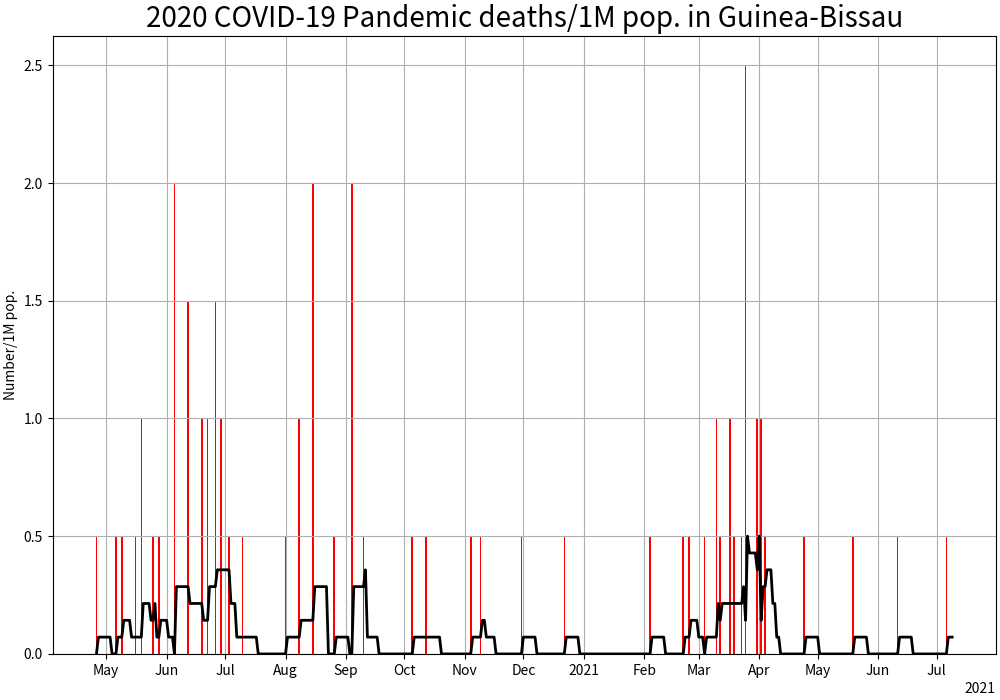 2020 COVID-19 Pandemic deaths/1M pop. in Guinea-Bissau
Number/1M pop.
2.5
2.0
1.5
1.0
0.5
0.0
May Jun Jul Aug Sep Oct Nov Dec 2021 Feb Mar Apr May Jun Jul
2021